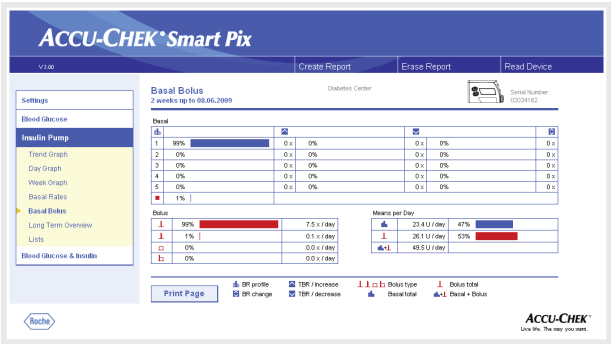 ACCU-CHEK® Smart Pix
V 3.00
Create Report Erase Report Read Device
Settings
Blood Glucose
Insulin Pump
Trend Graph
Day Graph
Week Graph
Basal Rates
Basal Bolus
Long Term Overview
Lists
Blood Glucose & Insulin
Basal Bolus
2 weeks up to 08.06.2009
Diabetes Center
Serial Number
02034162
Basal
1 99% 0 x 0% 0 x 0% 0 x
2 0% 0 x 0% 0 x 0% 0 x
3 0% 0 x 0% 0 x 0% 0 x
4 0% 0 x 0% 0 x 0% 0 x
5 0% 0 x 0% 0 x 0% 0 x
1%
Bolus
99% 7.5 x / day
1% 0.1 x / day
0% 0.0 x / day
0% 0.0 x / day
Means per Day
23.4 U / day 47%
26.1 U / day 53%
49.5 U / day
Print Page
BR profile TBR / increase Bolus type Bolus total
BR change TBR / decrease Basal total Basal + Bolus
Roche
ACCU-CHEK®
Live life. The way you want.